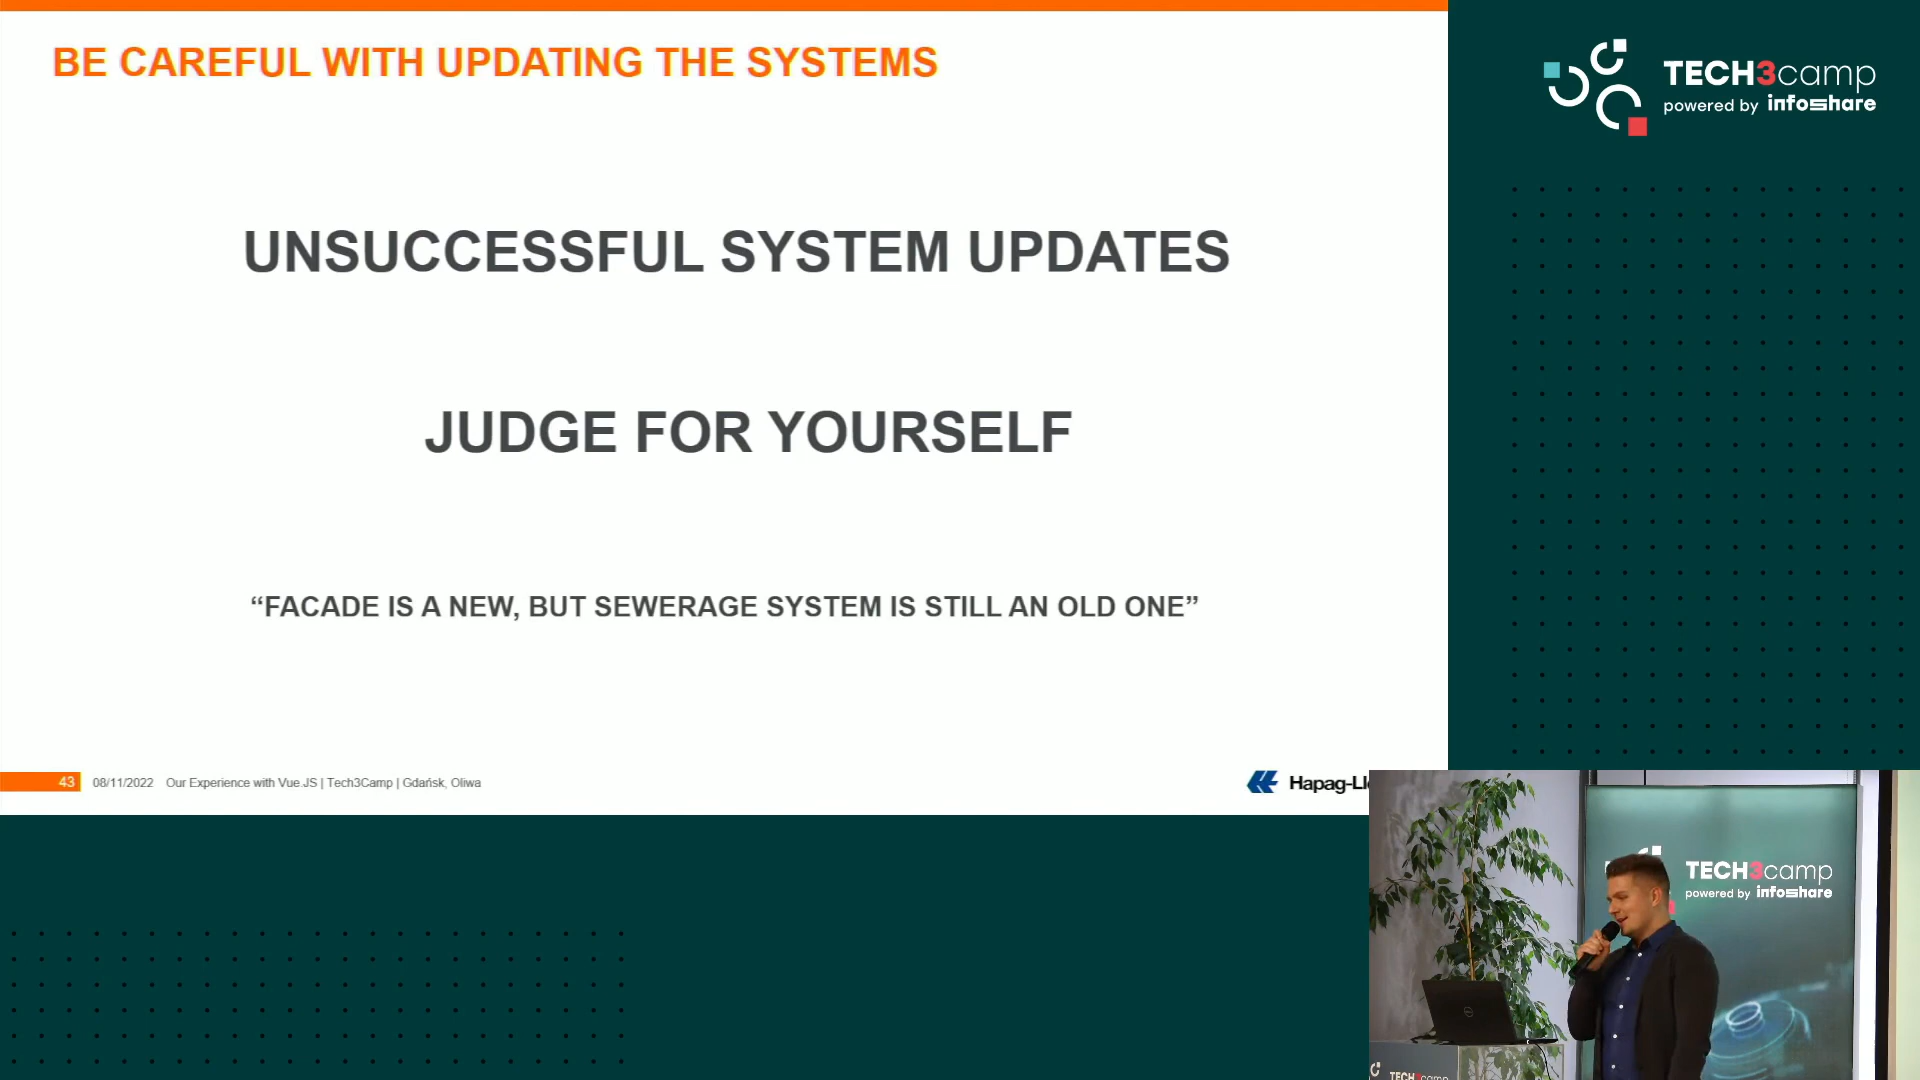 BE CAREFUL WITH UPDATING THE SYSTEMS
TECH3camp
powered by infoshare
UNSUCCESSFUL SYSTEM UPDATES
JUDGE FOR YOURSELF
“FACADE IS A NEW, BUT SEWERAGE SYSTEM IS STILL AN OLD ONE”
43 08/11/2022 Our Experience with Vue.JS | Tech3Camp | Gdańsk, Oliwa
Hapag-Ll
TECH3camp
powered by infoshare
TECH3camp